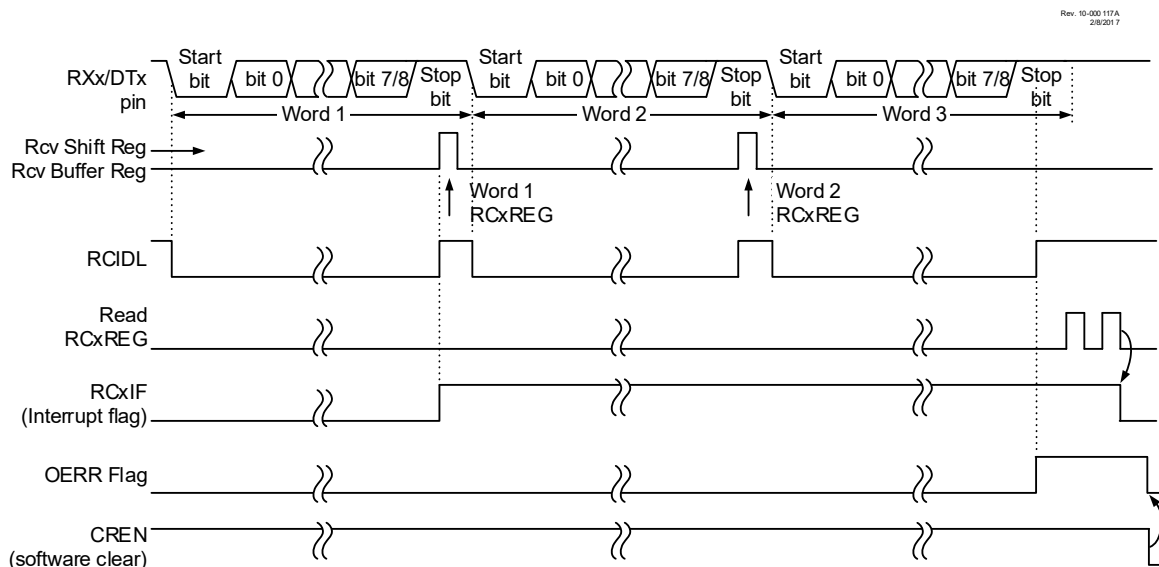 Rev. 10-000 117A
2/8/2017
RXx/DTx
pin
Start
bit
bit 0
bit 7/8
Stop
bit
Start
bit
bit 0
bit 7/8
Stop
bit
Start
bit
bit 0
bit 7/8
Stop
bit
Word 1
Word 2
Word 3
Rcv Shift Reg
Rcv Buffer Reg
Word 1
RCxREG
Word 2
RCxREG
RCIDL
Read
RCxREG
RCxIF
(Interrupt flag)
OERR Flag
CREN
(software clear)